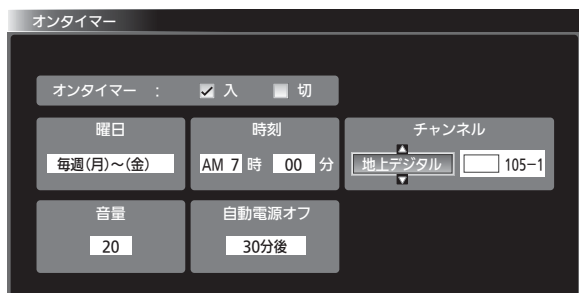 オンタイマー
オンタイマー : 入 切
曜日 時刻 チャンネル
毎週(月)~(金) AM 7 時 00 分 地上デジタル 105-1
音量 自動電源オフ
20 30分後